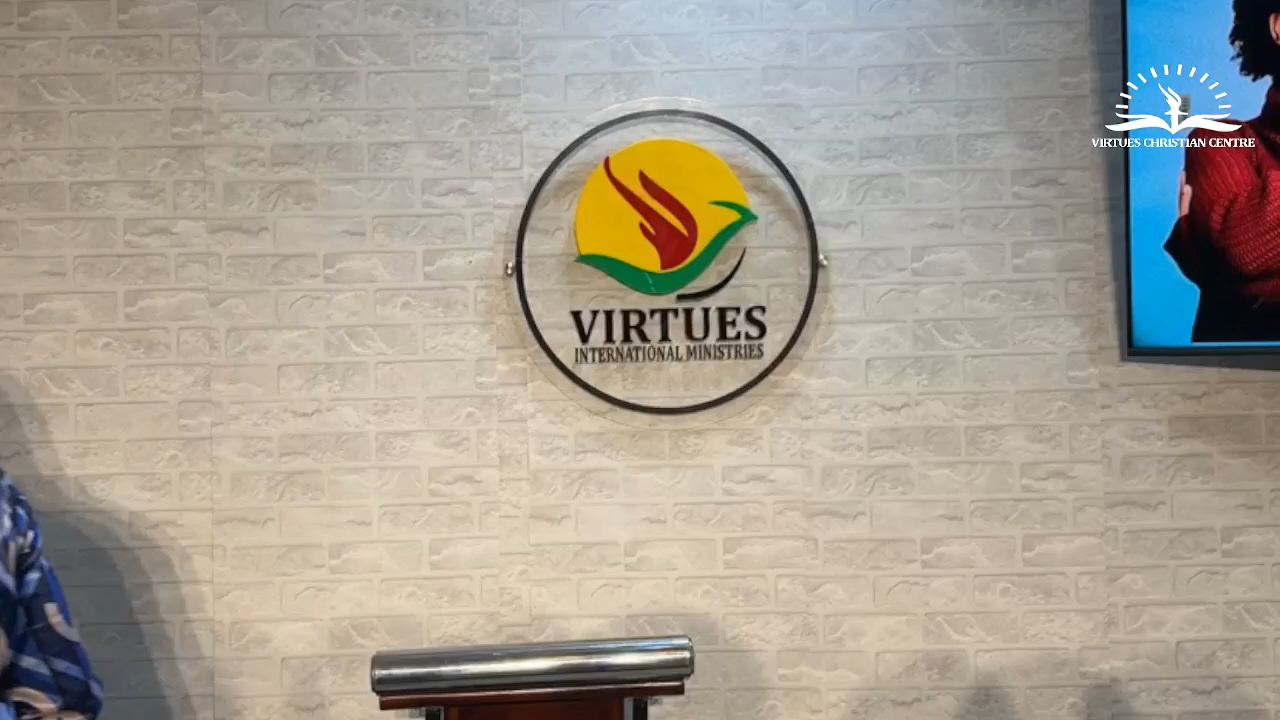 VIRTUES CHRISTIAN CENTRE
VIRTUES
INTERNATIONAL MINISTRIES